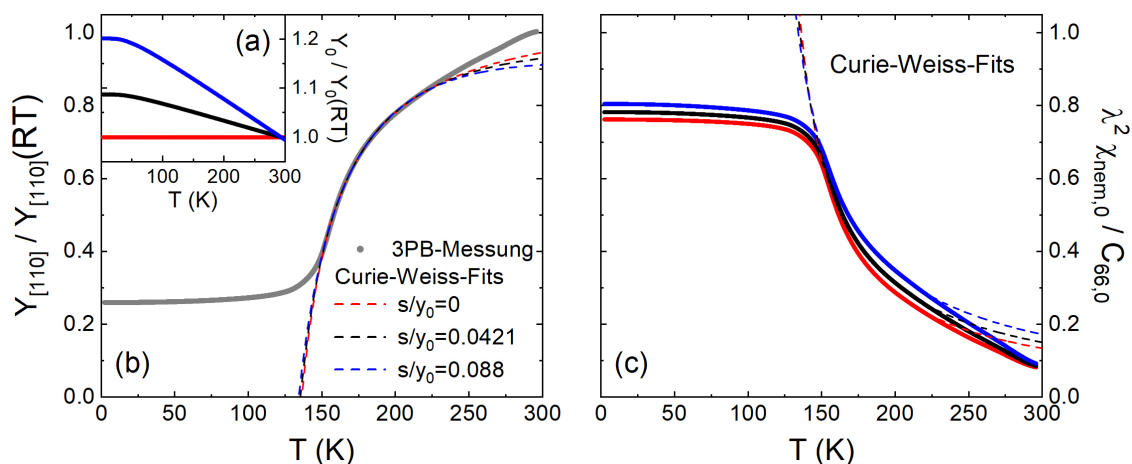 (a)
1.0
0.8
0.6
0.4
0.2
0.0
Y[110] / Y[110](RT)
1.2
1.1
1.0
Y0 / Y0(RT)
100 200 300
T (K)
3PB-Messung
Curie-Weiss-Fits
s/y0=0
s/y0=0.0421
s/y0=0.088
(b)
0 50 100 150 200 250 300
T (K)
Curie-Weiss-Fits
(c)
1.0
0.8
0.6
0.4
0.2
0.0
λ² χnem,0 / C66,0
0 50 100 150 200 250 300
T (K)